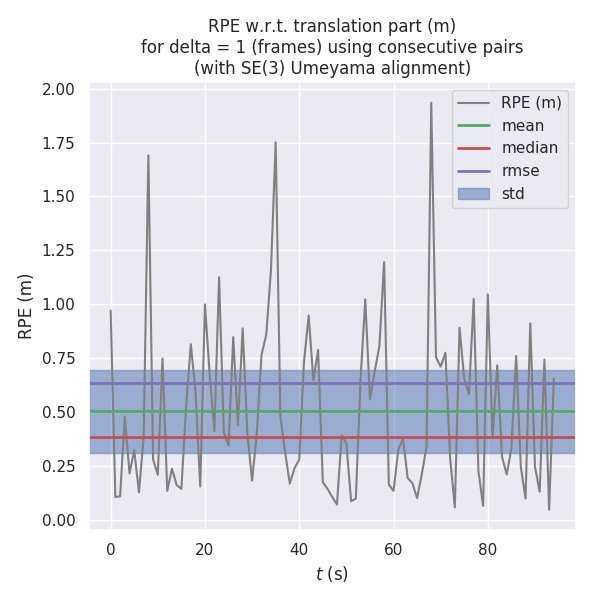 RPE w.r.t. translation part (m)
for delta = 1 (frames) using consecutive pairs
(with SE(3) Umeyama alignment)
RPE (m)
2.00
1.75
1.50
1.25
1.00
0.75
0.50
0.25
0.00
RPE (m)
mean
median
rmse
std
0
20
40
60
80
t (s)